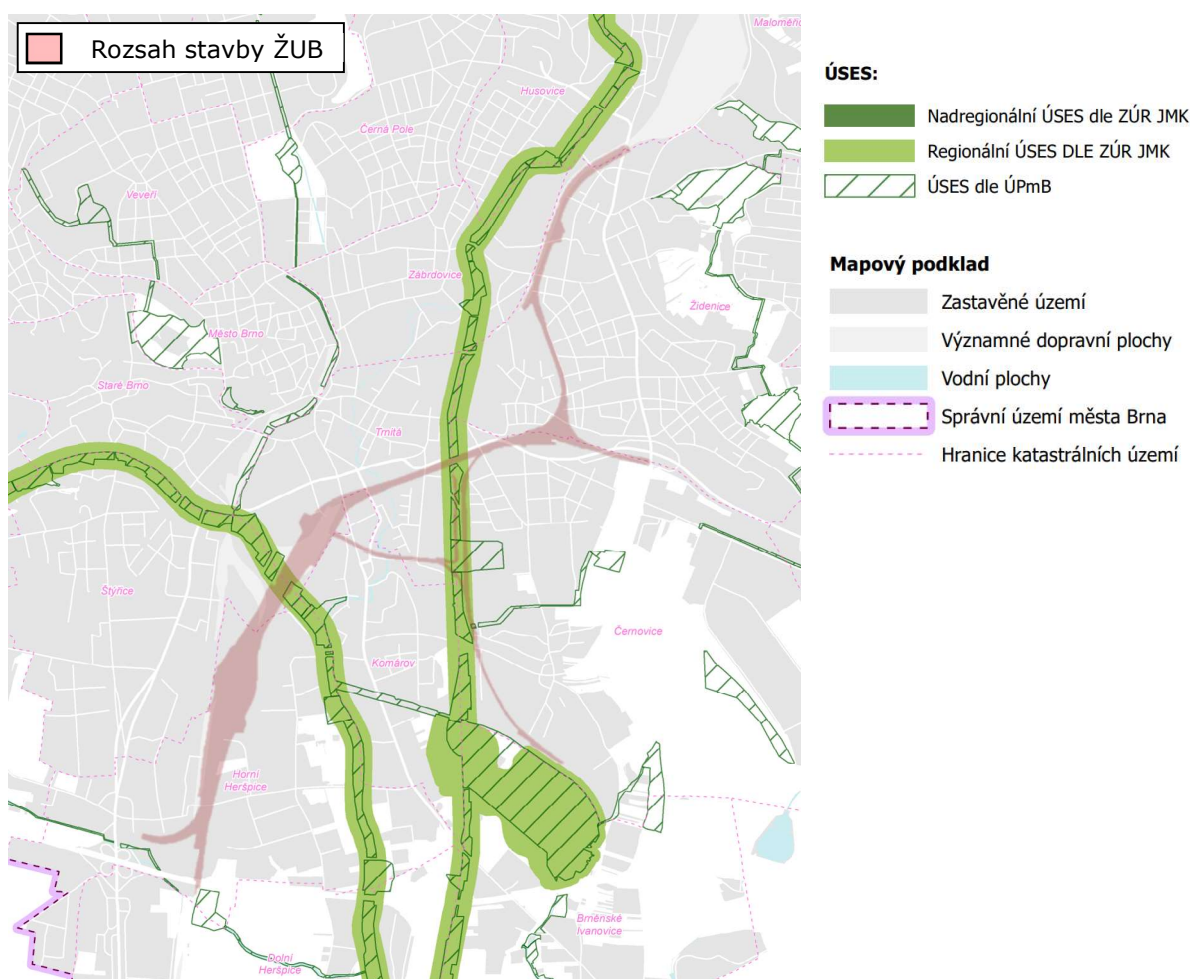 Rozsah stavby ŽUB
Husovice
Černá Pole
Veveří
Zábrdovice
Židenice
Město Brno
Staré Brno
Trnitá
Štýřice
Černovice
Komárov
Horní
Heršpice
Brněnské
Ivanovice
Dolní
Heršpice
ÚSES:
Nadregionální ÚSES dle ZÚR JMK
Regionální ÚSES DLE ZÚR JMK
ÚSES dle ÚPmB
Mapový podklad
Zastavěné území
Významné dopravní plochy
Vodní plochy
Správní území města Brna
Hranice katastrálních území